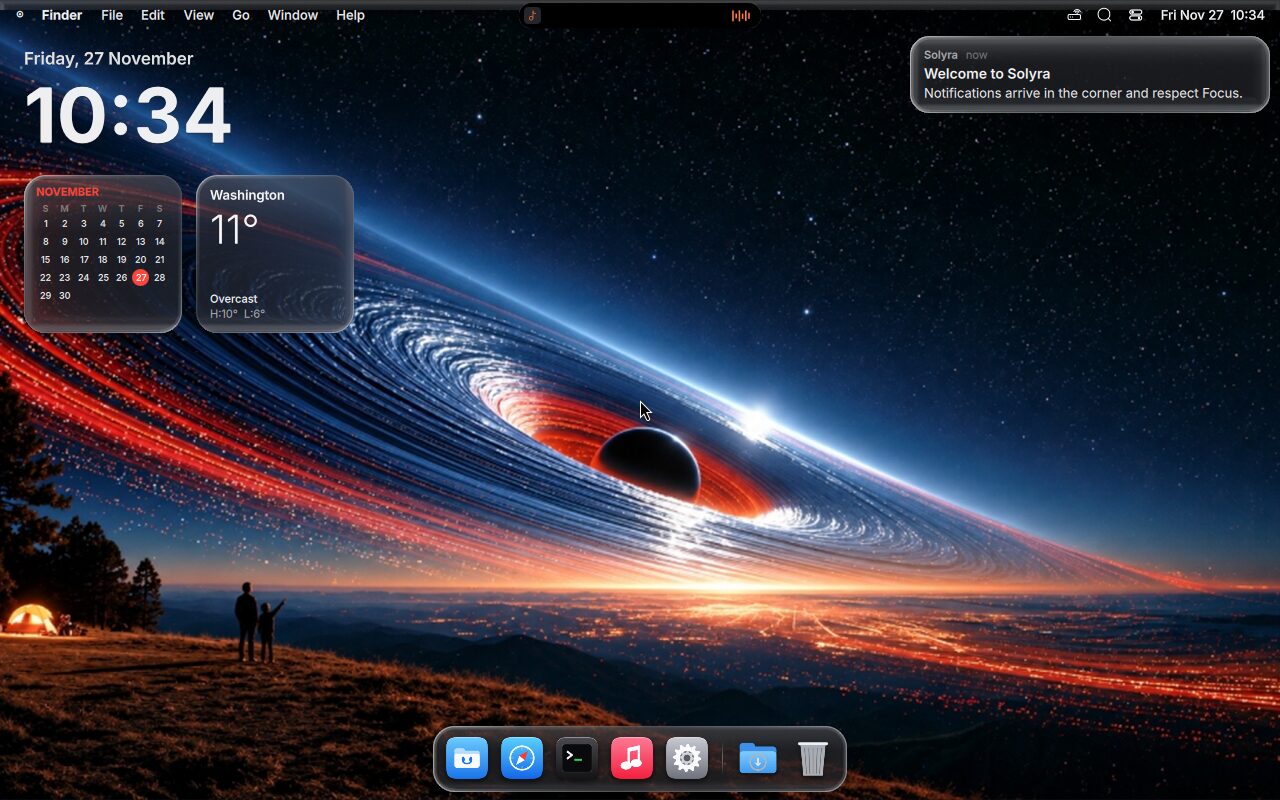 Finder File Edit View Go Window Help
Fri Nov 27 10:34
Friday, 27 November
10:34
NOVEMBER
S M T W T F S
1 2 3 4 5 6 7
8 9 10 11 12 13 14
15 16 17 18 19 20 21
22 23 24 25 26 27 28
29 30
Washington
11°
Overcast
H:10° L:6°
Solyra now
Welcome to Solyra
Notifications arrive in the corner and respect Focus.